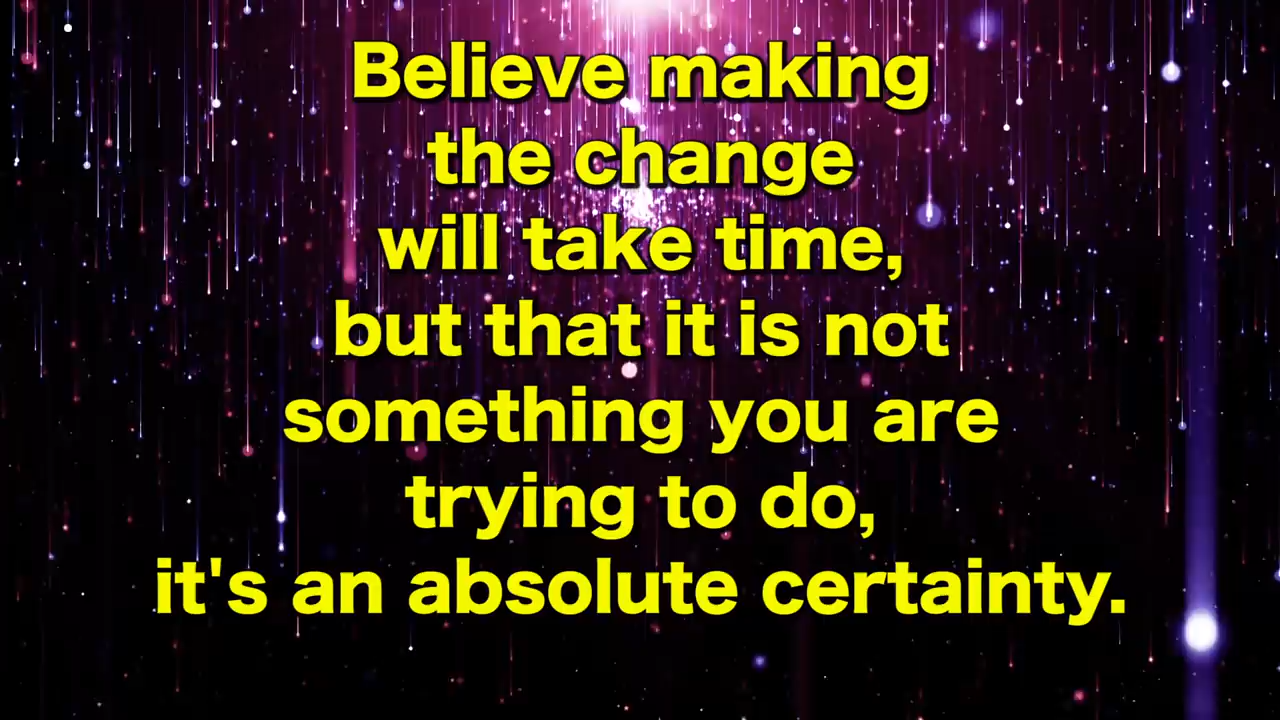 Believe making
the change
will take time,
but that it is not
something you are
trying to do,
it's an absolute certainty.